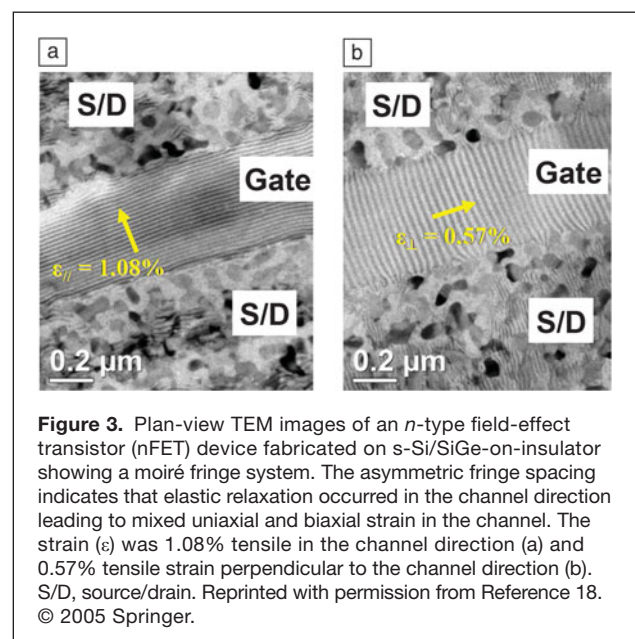 a
b
S/D
S/D
Gate
Gate
ε// = 1.08%
ε⊥ = 0.57%
S/D
S/D
0.2 μm
0.2 μm
Figure 3. Plan-view TEM images of an n-type field-effect
transistor (nFET) device fabricated on s-Si/SiGe-on-insulator
showing a moiré fringe system. The asymmetric fringe spacing
indicates that elastic relaxation occurred in the channel direction
leading to mixed uniaxial and biaxial strain in the channel. The
strain (ε) was 1.08% tensile in the channel direction (a) and
0.57% tensile strain perpendicular to the channel direction (b).
S/D, source/drain. Reprinted with permission from Reference 18.
© 2005 Springer.